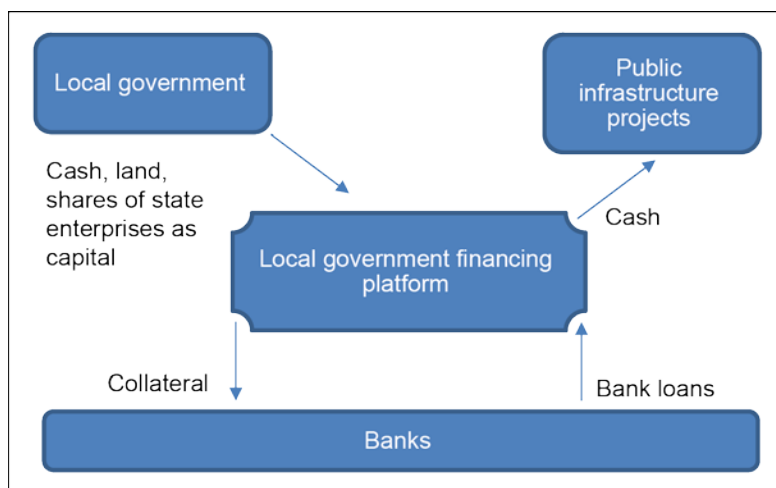 Local government
Public
infrastructure
projects
Cash, land,
shares of state
enterprises as
capital
Cash
Local government financing
platform
Collateral
Bank loans
Banks